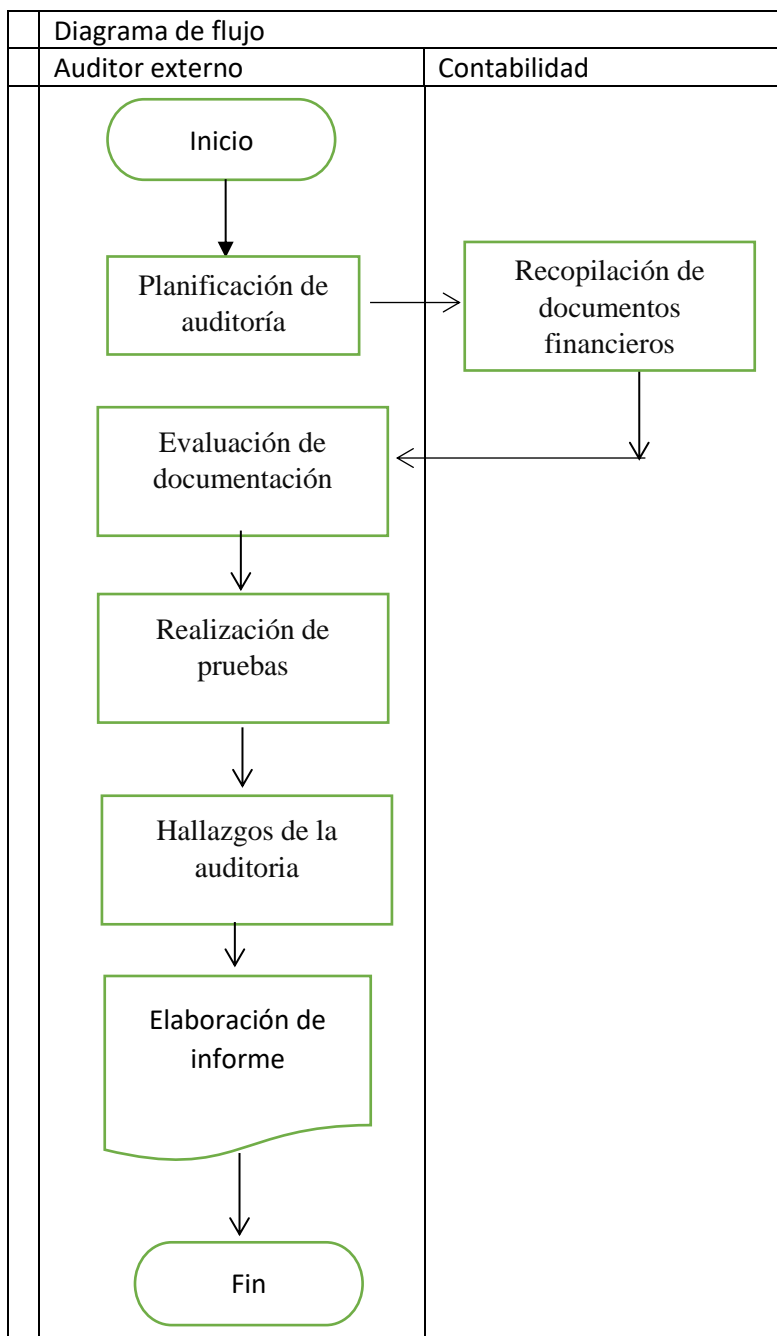 Diagrama de flujo
Auditor externo
Contabilidad
Inicio
Planificación de
auditoría
Recopilación de
documentos
financieros
Evaluación de
documentación
Realización de
pruebas
Hallazgos de la
auditoria
Elaboración de
informe
Fin